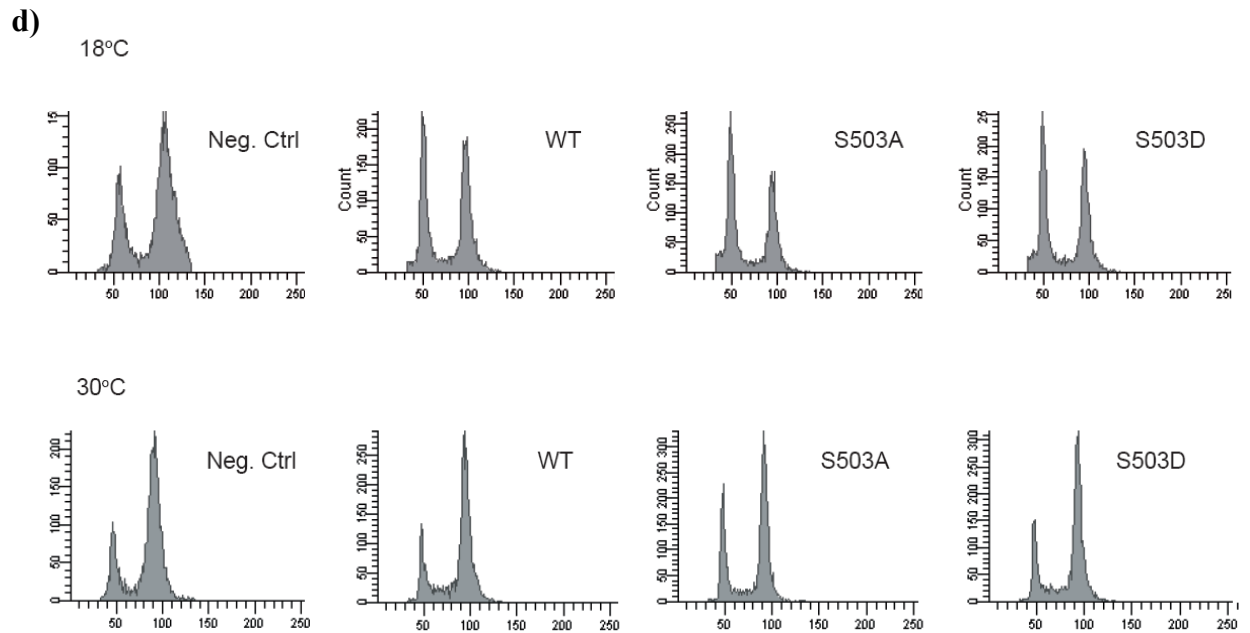 d)
18°C
15 100 50 0
Neg. Ctrl
50 100 150 200 250
Count
200 150 100 50 0
WT
50 100 150 200 250
Count
250 200 150 100 50 0
S503A
50 100 150 200 250
Count
25 200 150 100 50 0
S503D
50 100 150 200 25
30°C
200 150 100 50 0
Neg. Ctrl
50 100 150 200 250
250 200 150 100 50 0
WT
50 100 150 200 250
300 250 200 150 100 50 0
S503A
50 100 150 200 250
300 250 200 150 100 50 0
S503D
50 100 150 200 250